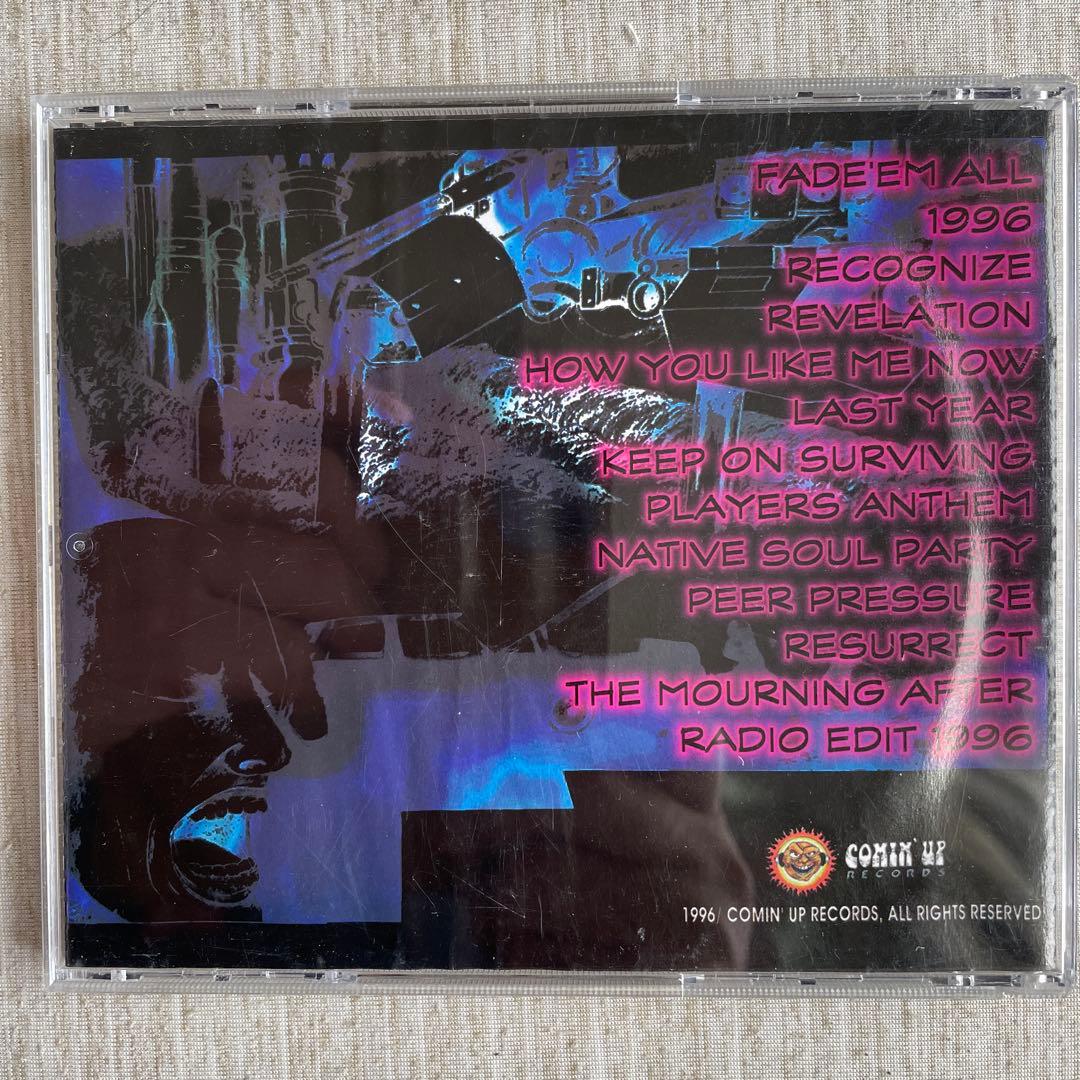 FADE'EM ALL
1996
RECOGNIZE
REVELATION
HOW YOU LIKE ME NOW
LAST YEAR
KEEP ON SURVIVING
PLAYERS ANTHEM
NATIVE SOUL PARTY
PEER PRESSURE
RESURRECT
THE MOURNING AFTER
RADIO EDIT 1996
COMIN' UP
RECORDS
1996/ COMIN' UP RECORDS, ALL RIGHTS RESERVED